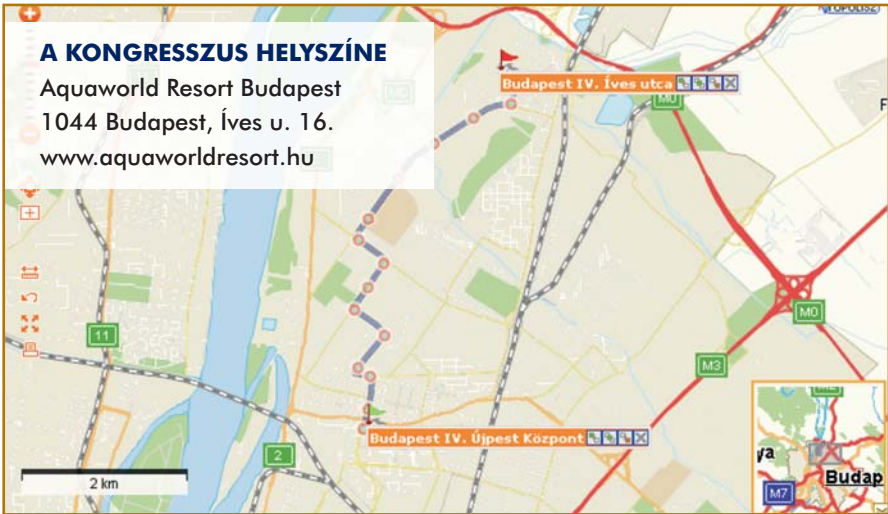 A KONGRESSZUS HELYSZÍNE
Aquaworld Resort Budapest
1044 Budapest, Íves u. 16.
www.aquaworldresort.hu
Budapest IV. Íves utca
M0
11
M0
M3
Budapest IV. Újpest Központ
2
2 km
M7
Budap